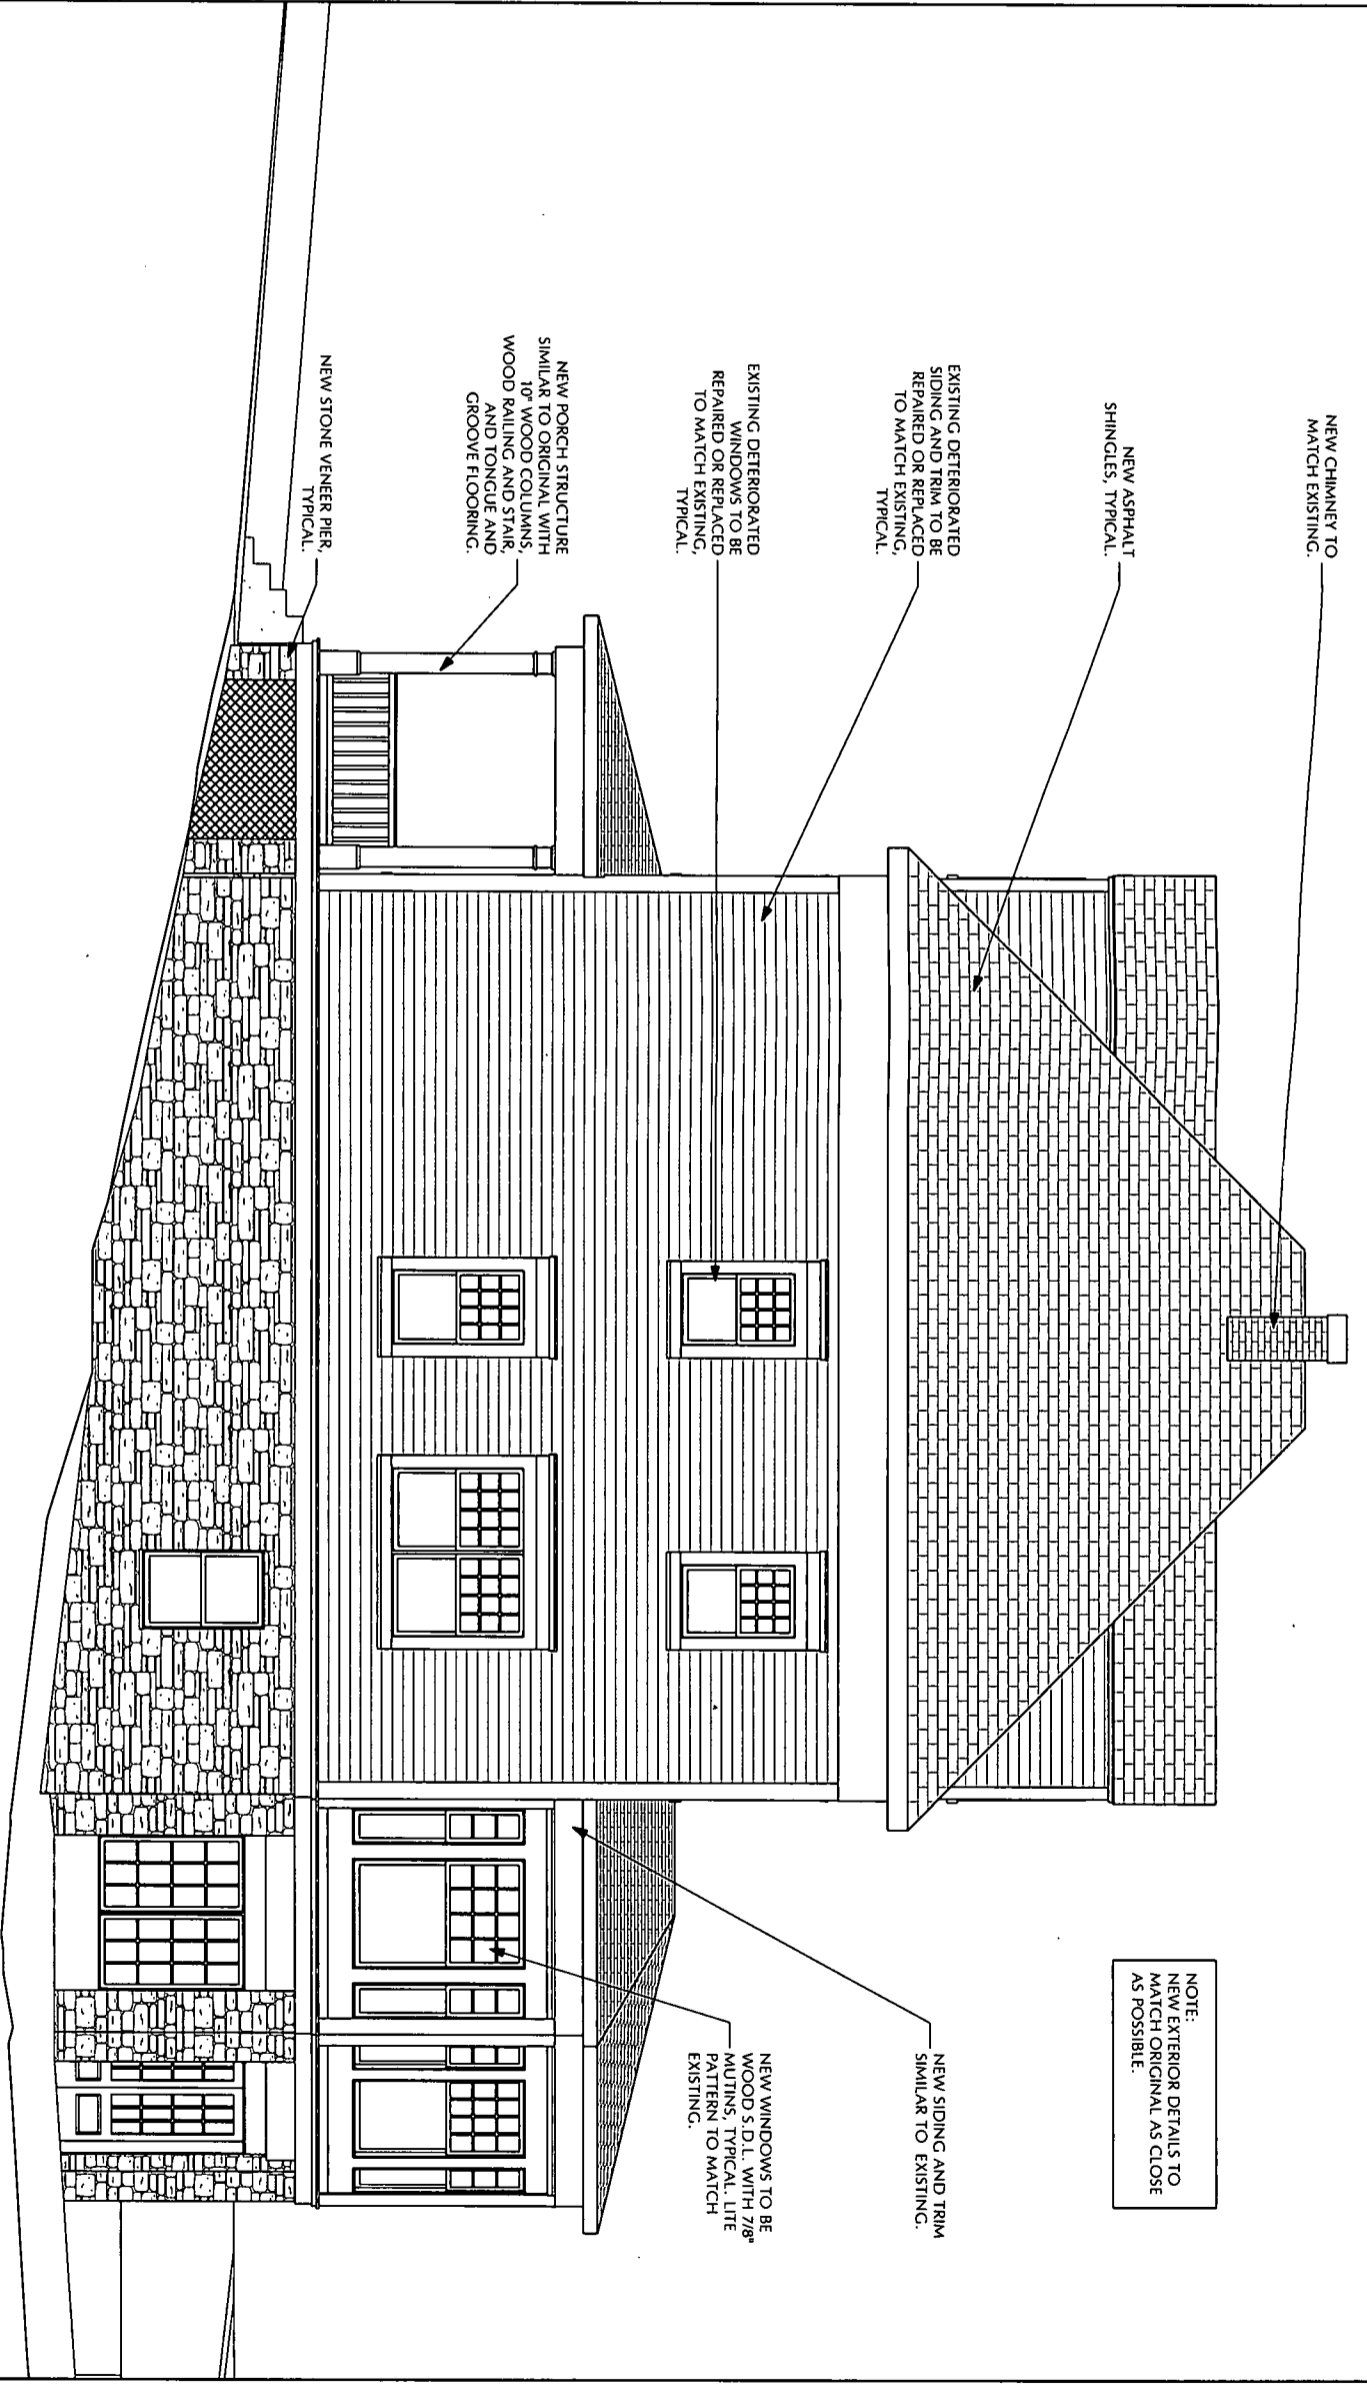 NEW CHIMNEY TO
MATCH EXISTING.
NEW ASPHALT
SHINGLES, TYPICAL.
EXISTING DETERIORATED
SIDING AND TRIM TO BE
REPAIRED OR REPLACED
TO MATCH EXISTING,
TYPICAL.
EXISTING DETERIORATED
WINDOWS TO BE
REPAIRED OR REPLACED
TO MATCH EXISTING,
TYPICAL.
NEW PORCH STRUCTURE
SIMILAR TO ORIGINAL WITH
10" WOOD COLUMNS,
WOOD RAILING AND STAIR,
AND TONGUE AND
GROOVE FLOORING.
NEW STONE VENEER PIER,
TYPICAL.
NOTE:
NEW EXTERIOR DETAILS TO
MATCH ORIGINAL AS CLOSE
AS POSSIBLE.
NEW SIDING AND TRIM
SIMILAR TO EXISTING.
NEW WINDOWS TO BE
WOOD S.D.L. WITH 7/8"
MUTINS, TYPICAL. LITE
PATTERN TO MATCH
EXISTING.